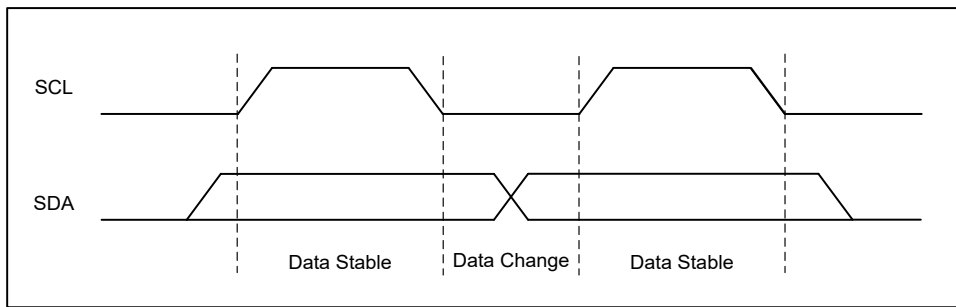 SCL
SDA
Data Stable
Data Change
Data Stable